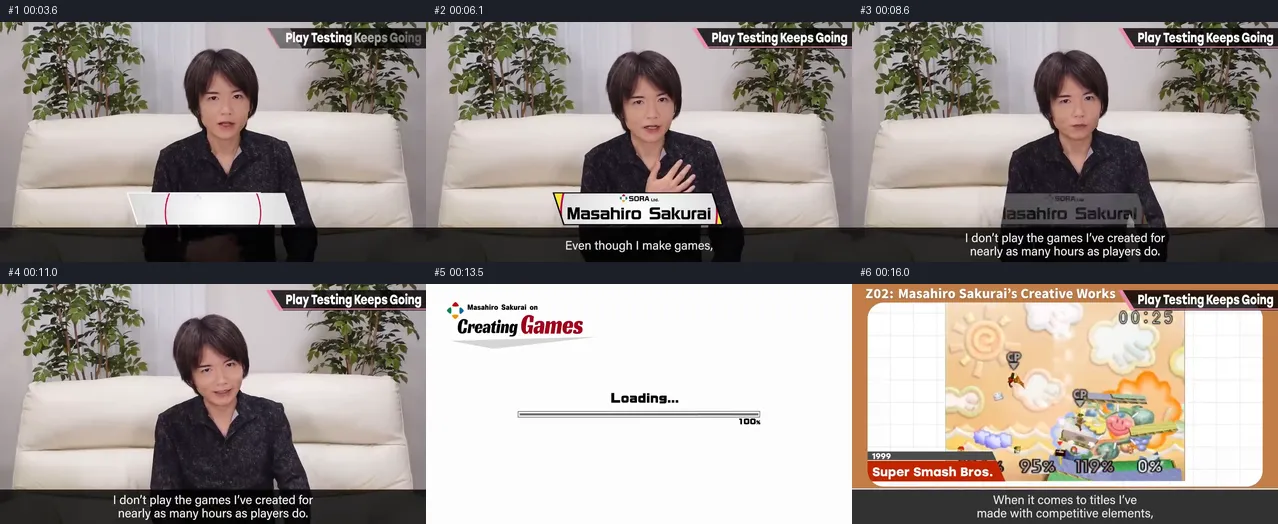 #1 00:03.6
Play Testing Keeps Going
#2 00:06.1
Play Testing Keeps Going
SORA Ltd.
Masahiro Sakurai
Even though I make games,
#3 00:08.6
Play Testing Keeps Going
SORA Ltd.
Masahiro Sakurai
I don't play the games I've created for
nearly as many hours as players do.
#4 00:11.0
Play Testing Keeps Going
I don't play the games I've created for
nearly as many hours as players do.
#5 00:13.5
Masahiro Sakurai on
Creating Games
Loading...
100%
#6 00:16.0
Z02: Masahiro Sakurai's Creative Works
Play Testing Keeps Going
00:25
CP
CP
1999
Super Smash Bros.
95% 119% 0%
When it comes to titles I've
made with competitive elements,